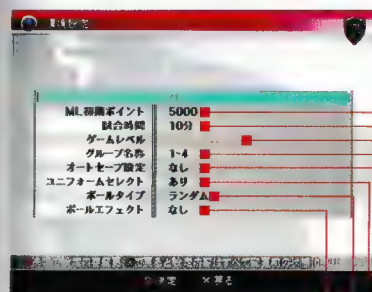 ML初期ポイント 5000
試合時間 10分
ゲームレベル
グループ名称 1~4
オートセーブ設定 なし
ユニフォームセレクト あり
ボールタイプ ランダム
ボールエフェクト なし
決定 × 戻る